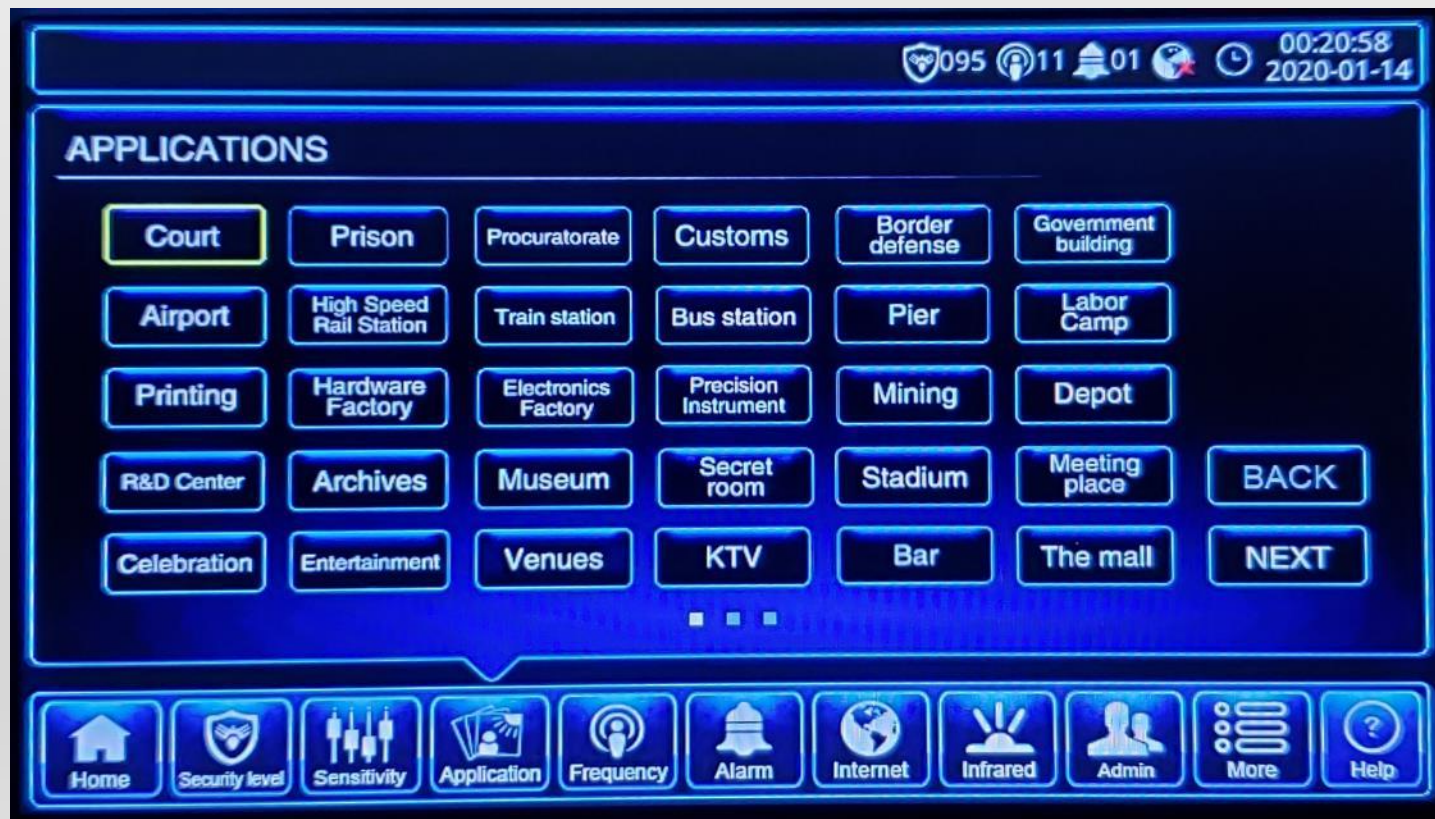 095 11 01 00:20:58
2020-01-14
APPLICATIONS
Court
Prison
Procuratorate
Customs
Border
defense
Government
building
Airport
High Speed
Rail Station
Train station
Bus station
Pier
Labor
Camp
Printing
Hardware
Factory
Electronics
Factory
Precision
Instrument
Mining
Depot
R&D Center
Archives
Museum
Secret
room
Stadium
Meeting
place
BACK
Celebration
Entertainment
Venues
KTV
Bar
The mall
NEXT
Home
Security level
Sensitivity
Application
Frequency
Alarm
Internet
Infrared
Admin
More
? Help